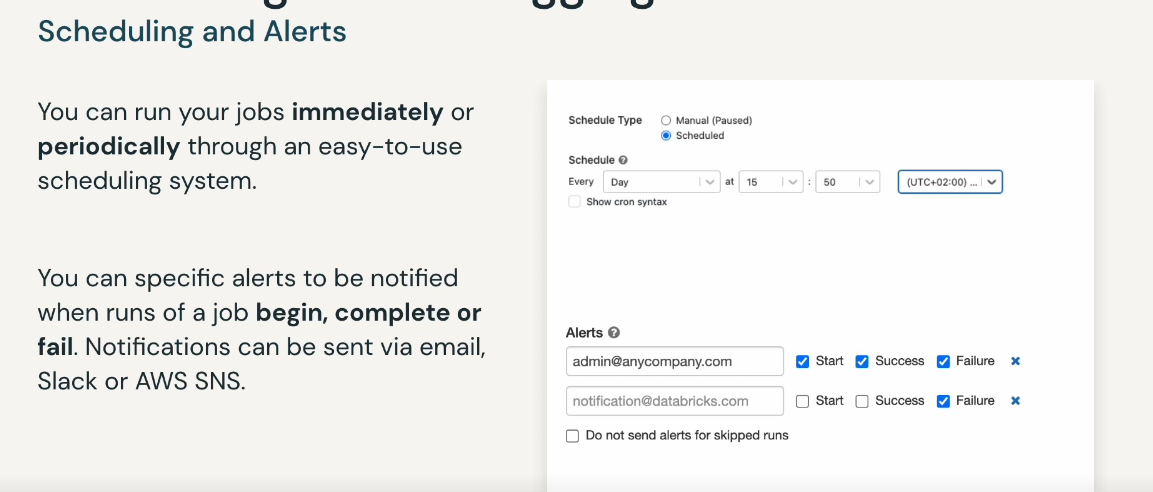 Scheduling and Alerts
You can run your jobs immediately or
periodically through an easy-to-use
scheduling system.
You can specific alerts to be notified
when runs of a job begin, complete or
fail. Notifications can be sent via email,
Slack or AWS SNS.
Schedule Type Manual (Paused)
Scheduled
Schedule
Every Day at 15 : 50 (UTC+02:00) ...
Show cron syntax
Alerts
admin@anycompany.com Start Success Failure
notification@databricks.com Start Success Failure
Do not send alerts for skipped runs